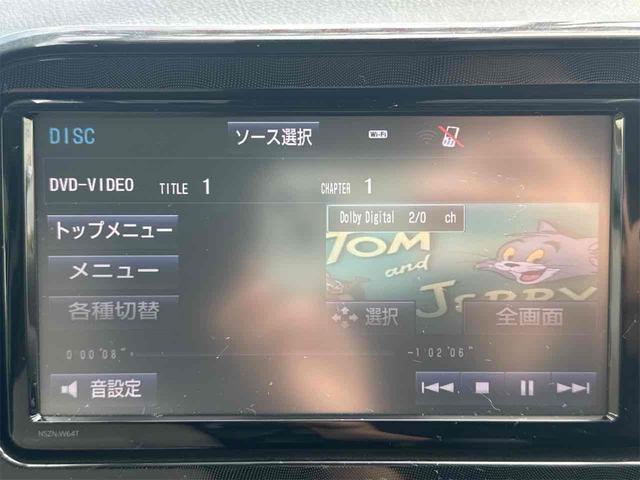 DISC ソース選択 Wi-Fi
DVD-VIDEO TITLE 1 CHAPTER 1
Dolby Digital 2/0 ch
トップメニュー
TOM
and
JERRY
メニュー
各種切替 選択 全画面
0:00'08" -1:02'06"
音設定
NSZN-W64T